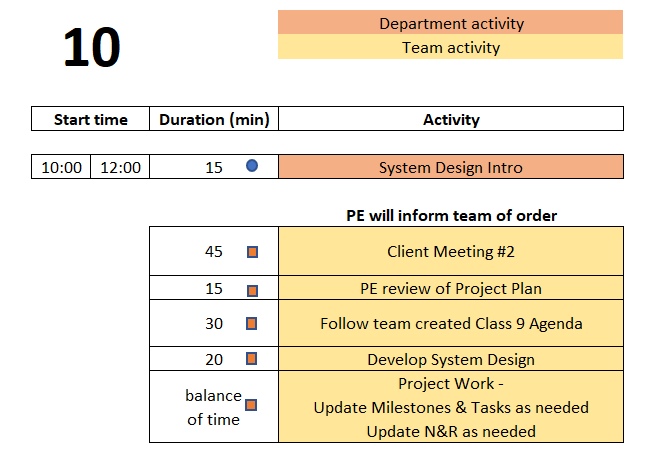 10
Department activity
Team activity
Start time Duration (min) Activity
10:00 12:00 15 System Design Intro
PE will inform team of order
45 Client Meeting #2
15 PE review of Project Plan
30 Follow team created Class 9 Agenda
20 Develop System Design
balance of time
Project Work -
Update Milestones & Tasks as needed
Update N&R as needed